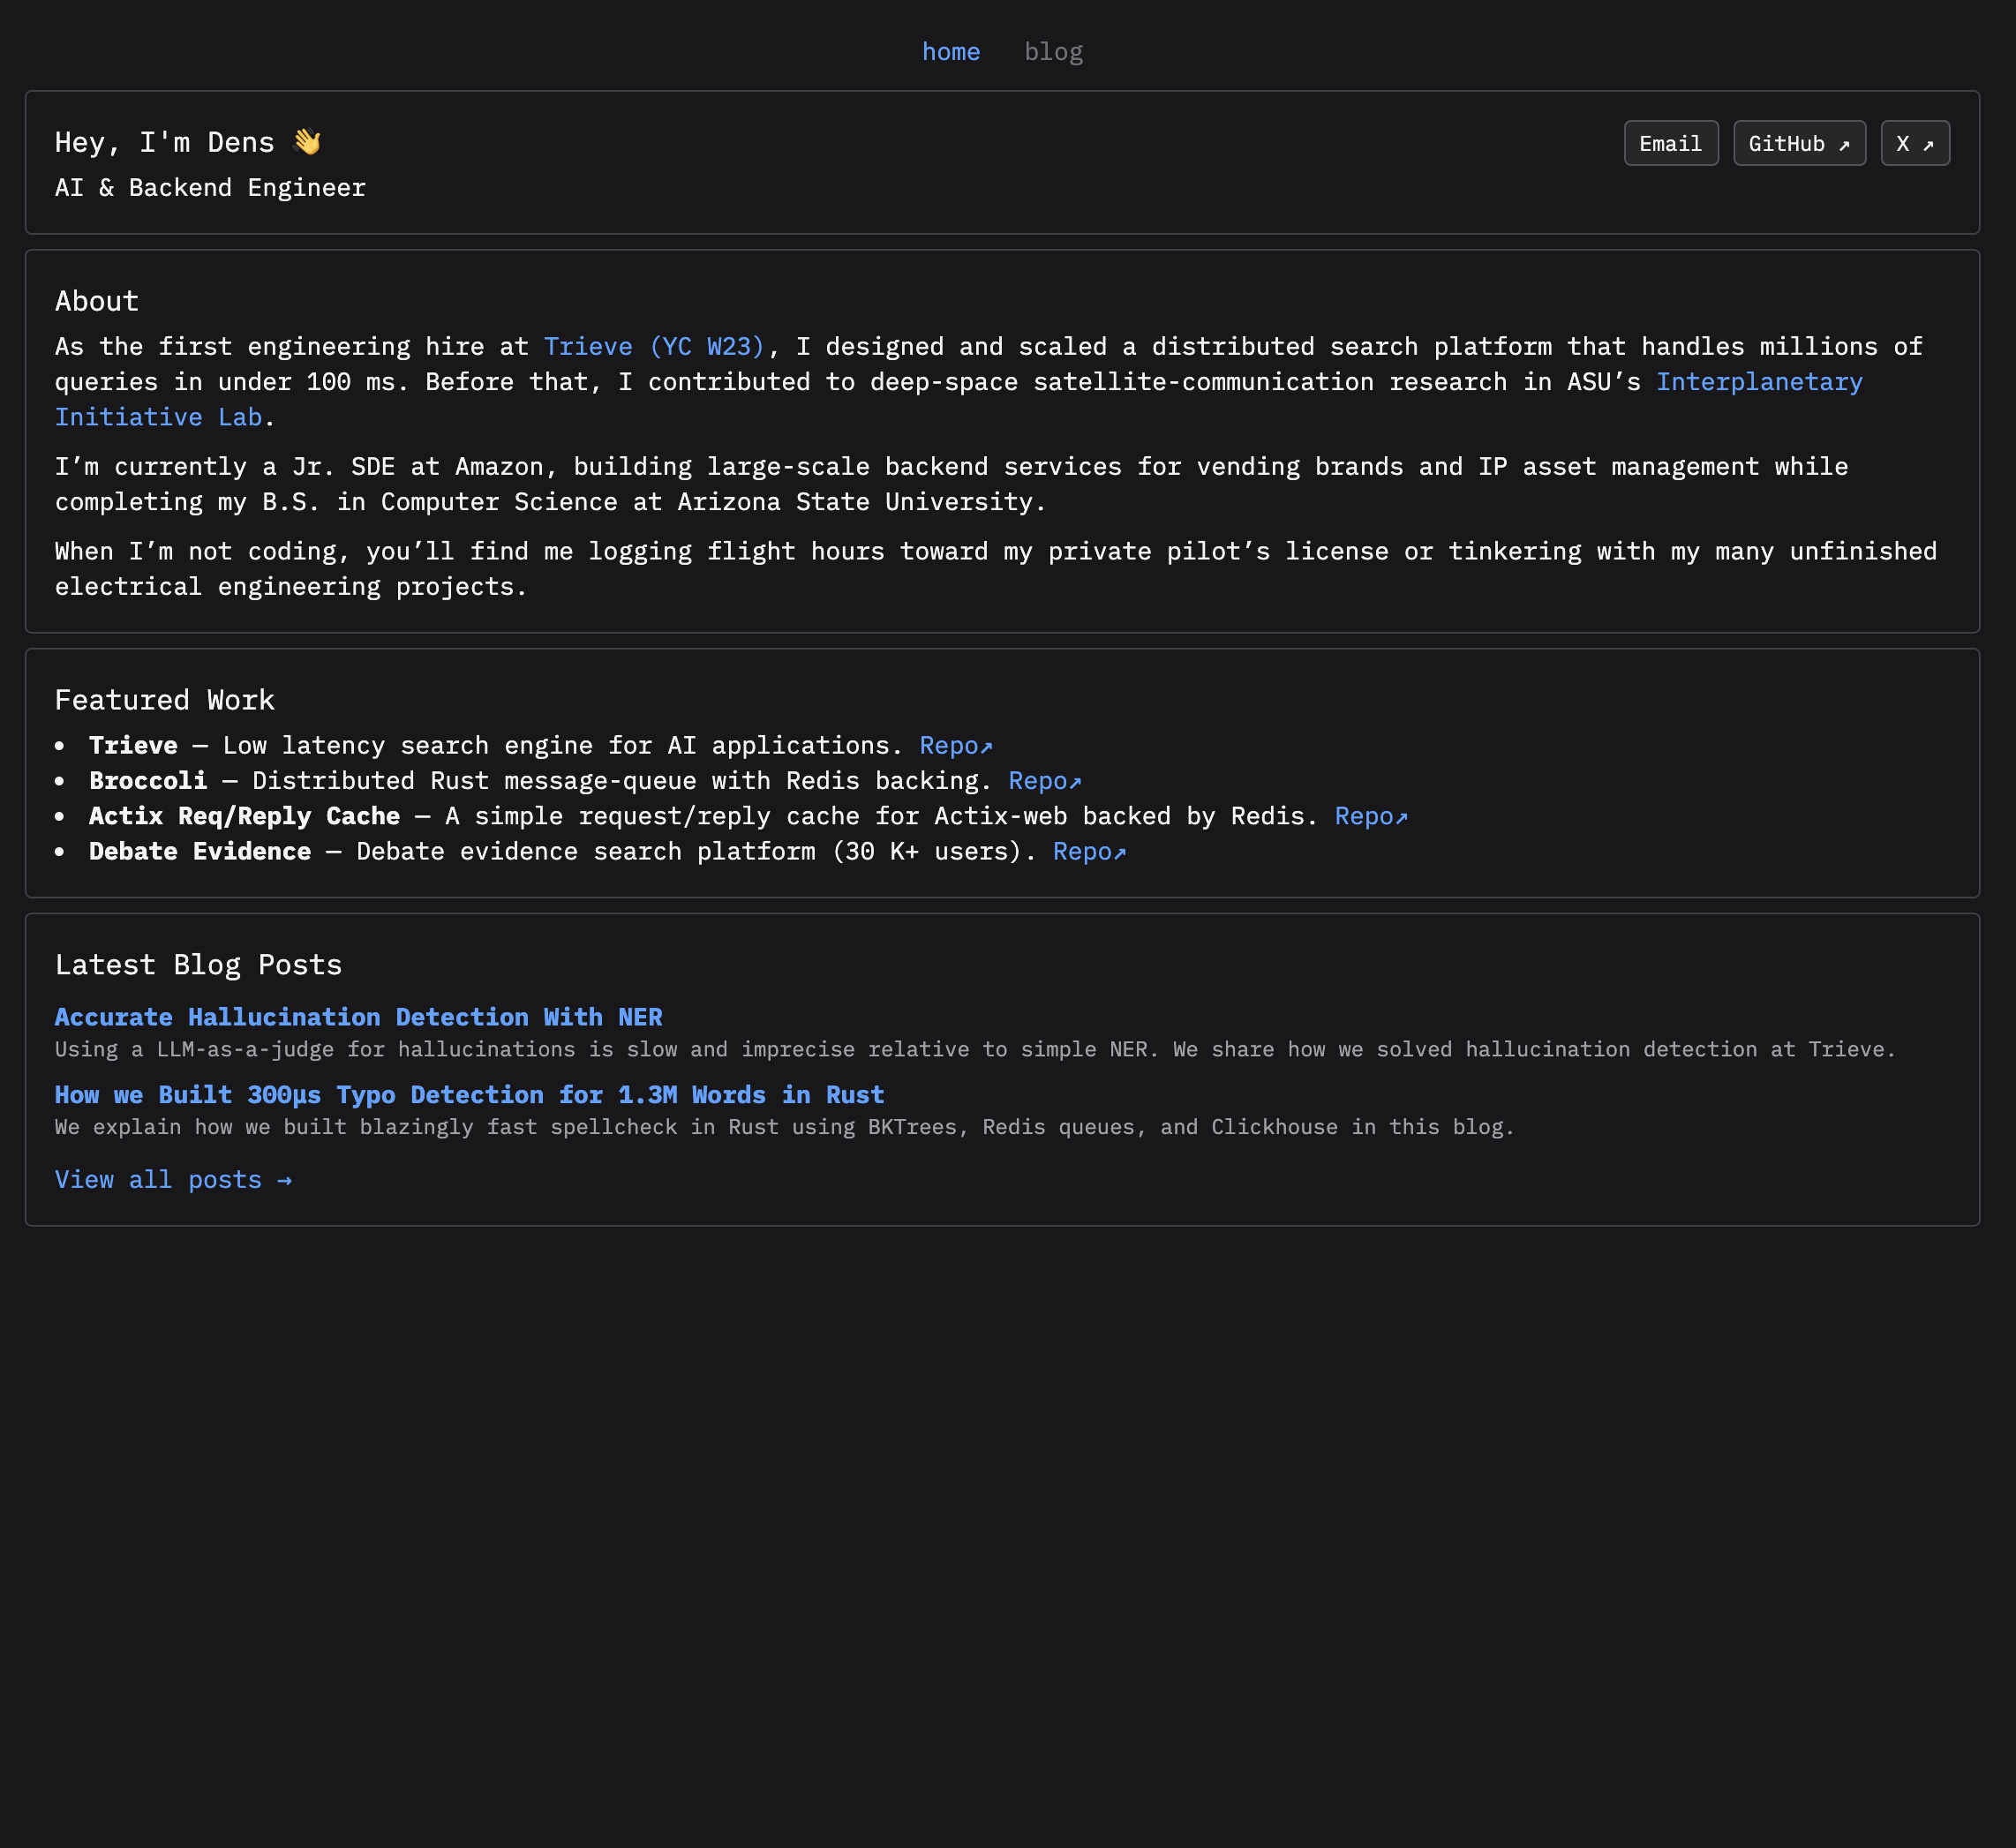 home blog
Hey, I'm Dens 👋
Email GitHub ↗ X ↗
AI & Backend Engineer
About
As the first engineering hire at Trieve (YC W23), I designed and scaled a distributed search platform that handles millions of
queries in under 100 ms. Before that, I contributed to deep-space satellite-communication research in ASU’s Interplanetary
Initiative Lab.
I’m currently a Jr. SDE at Amazon, building large-scale backend services for vending brands and IP asset management while
completing my B.S. in Computer Science at Arizona State University.
When I’m not coding, you’ll find me logging flight hours toward my private pilot’s license or tinkering with my many unfinished
electrical engineering projects.
Featured Work
• Trieve — Low latency search engine for AI applications. Repo↗
• Broccoli — Distributed Rust message-queue with Redis backing. Repo↗
• Actix Req/Reply Cache — A simple request/reply cache for Actix-web backed by Redis. Repo↗
• Debate Evidence — Debate evidence search platform (30 K+ users). Repo↗
Latest Blog Posts
Accurate Hallucination Detection With NER
Using a LLM-as-a-judge for hallucinations is slow and imprecise relative to simple NER. We share how we solved hallucination detection at Trieve.
How we Built 300µs Typo Detection for 1.3M Words in Rust
We explain how we built blazingly fast spellcheck in Rust using BKTrees, Redis queues, and Clickhouse in this blog.
View all posts →